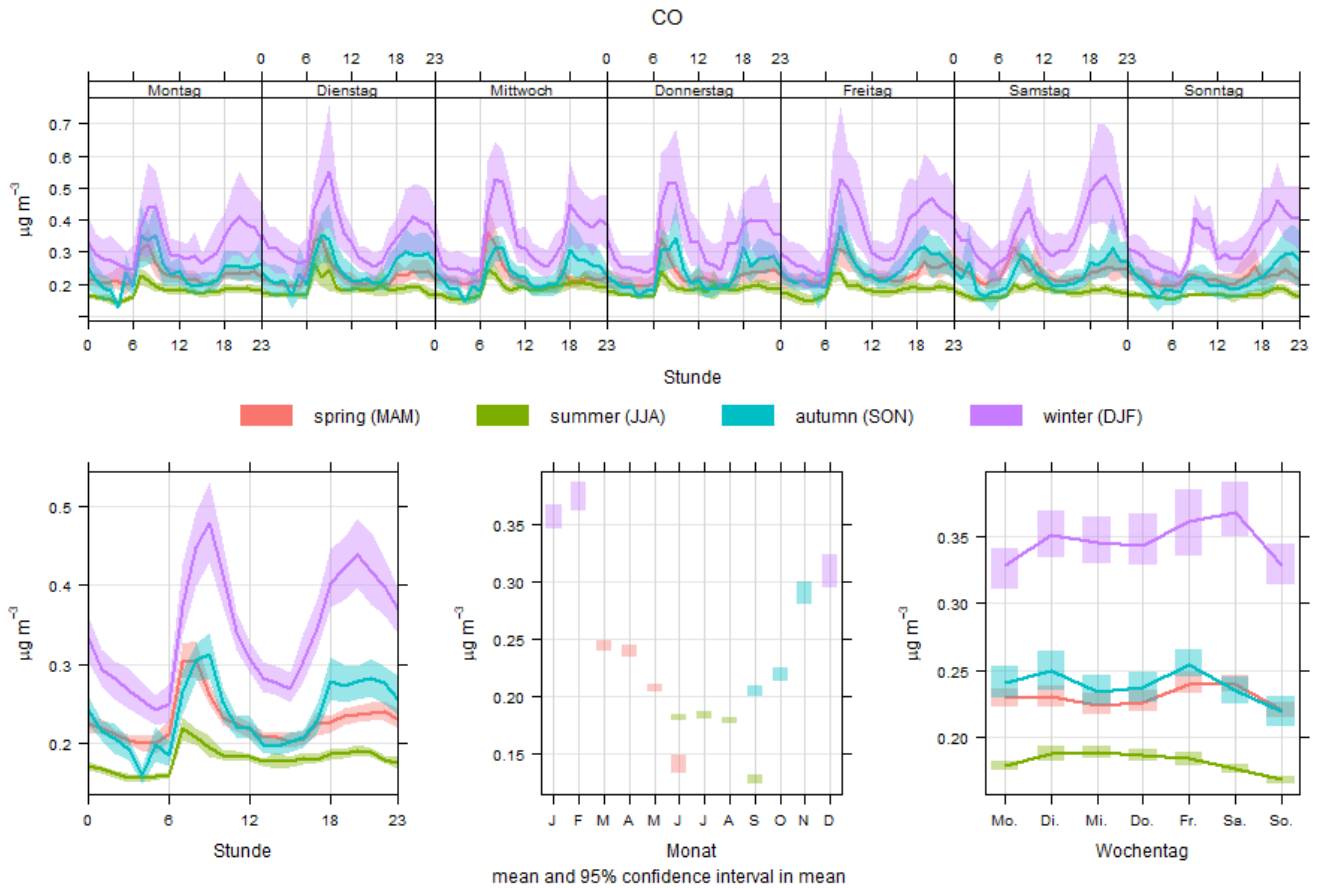 CO
0 6 12 18 23 0 6 12 18 23 0 6 12 18 23
Montag Dienstag Mittwoch Donnerstag Freitag Samstag Sonntag
0.7
0.6
0.5
0.4
0.3
0.2
µg m⁻³
0 6 12 18 23 0 6 12 18 23 0 6 12 18 23 0 6 12 18 23
Stunde
spring (MAM) summer (JJA) autumn (SON) winter (DJF)
0.5
0.4
0.3
0.2
µg m⁻³
0 6 12 18 23
Stunde
0.35
0.30
0.25
0.20
0.15
µg m⁻³
J F M A M J J A S O N D
Monat
0.35
0.30
0.25
0.20
µg m⁻³
Mo. Di. Mi. Do. Fr. Sa. So.
Wochentag
mean and 95% confidence interval in mean